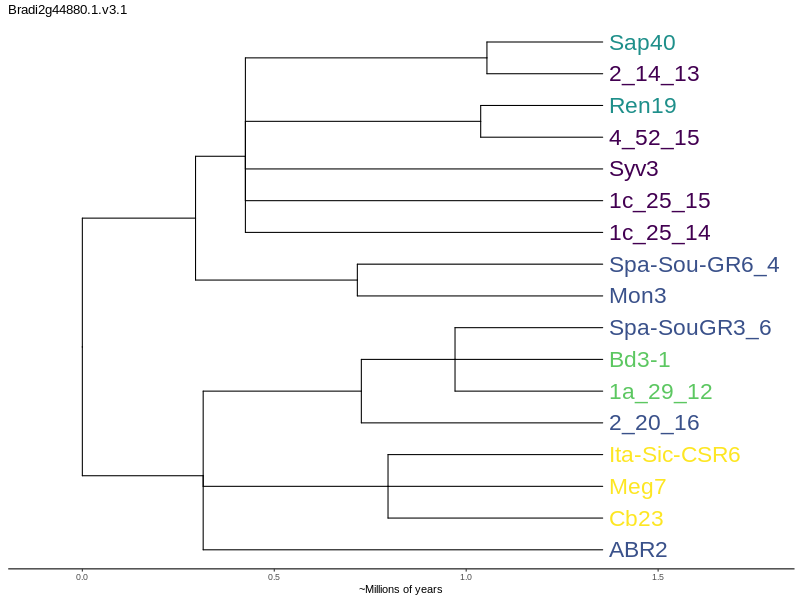 Bradi2g44880.1.v3.1
Sap40
2_14_13
Ren19
4_52_15
Syv3
1c_25_15
1c_25_14
Spa-Sou-GR6_4
Mon3
Spa-SouGR3_6
Bd3-1
1a_29_12
2_20_16
Ita-Sic-CSR6
Meg7
Cb23
ABR2
0.0 0.5 1.0 1.5
~Millions of years